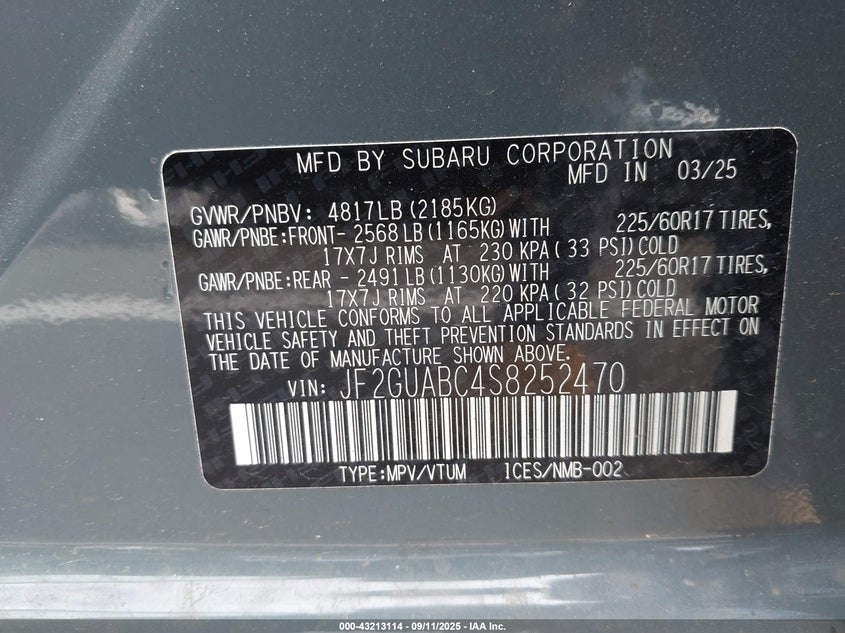 MFD BY SUBARU CORPORATION
MFD IN 03/25
GVWR/PNBV: 4817LB (2185KG)
GAWR/PNBE:FRONT- 2568LB (1165KG) WITH 225/60R17 TIRES,
17X7J RIMS AT 230 KPA (33 PSI) COLD
GAWR/PNBE:REAR - 2491LB (1130KG) WITH 225/60R17 TIRES,
17X7J RIMS AT 220 KPA (32 PSI) COLD
THIS VEHICLE CONFORMS TO ALL APPLICABLE FEDERAL MOTOR
VEHICLE SAFETY AND THEFT PREVENTION STANDARDS IN EFFECT ON
THE DATE OF MANUFACTURE SHOWN ABOVE.
VIN: JF2GUABC4S8252470
TYPE:MPV/VTUM ICES/NMB-002
000-43213114 - 09/11/2025 - IAA Inc.